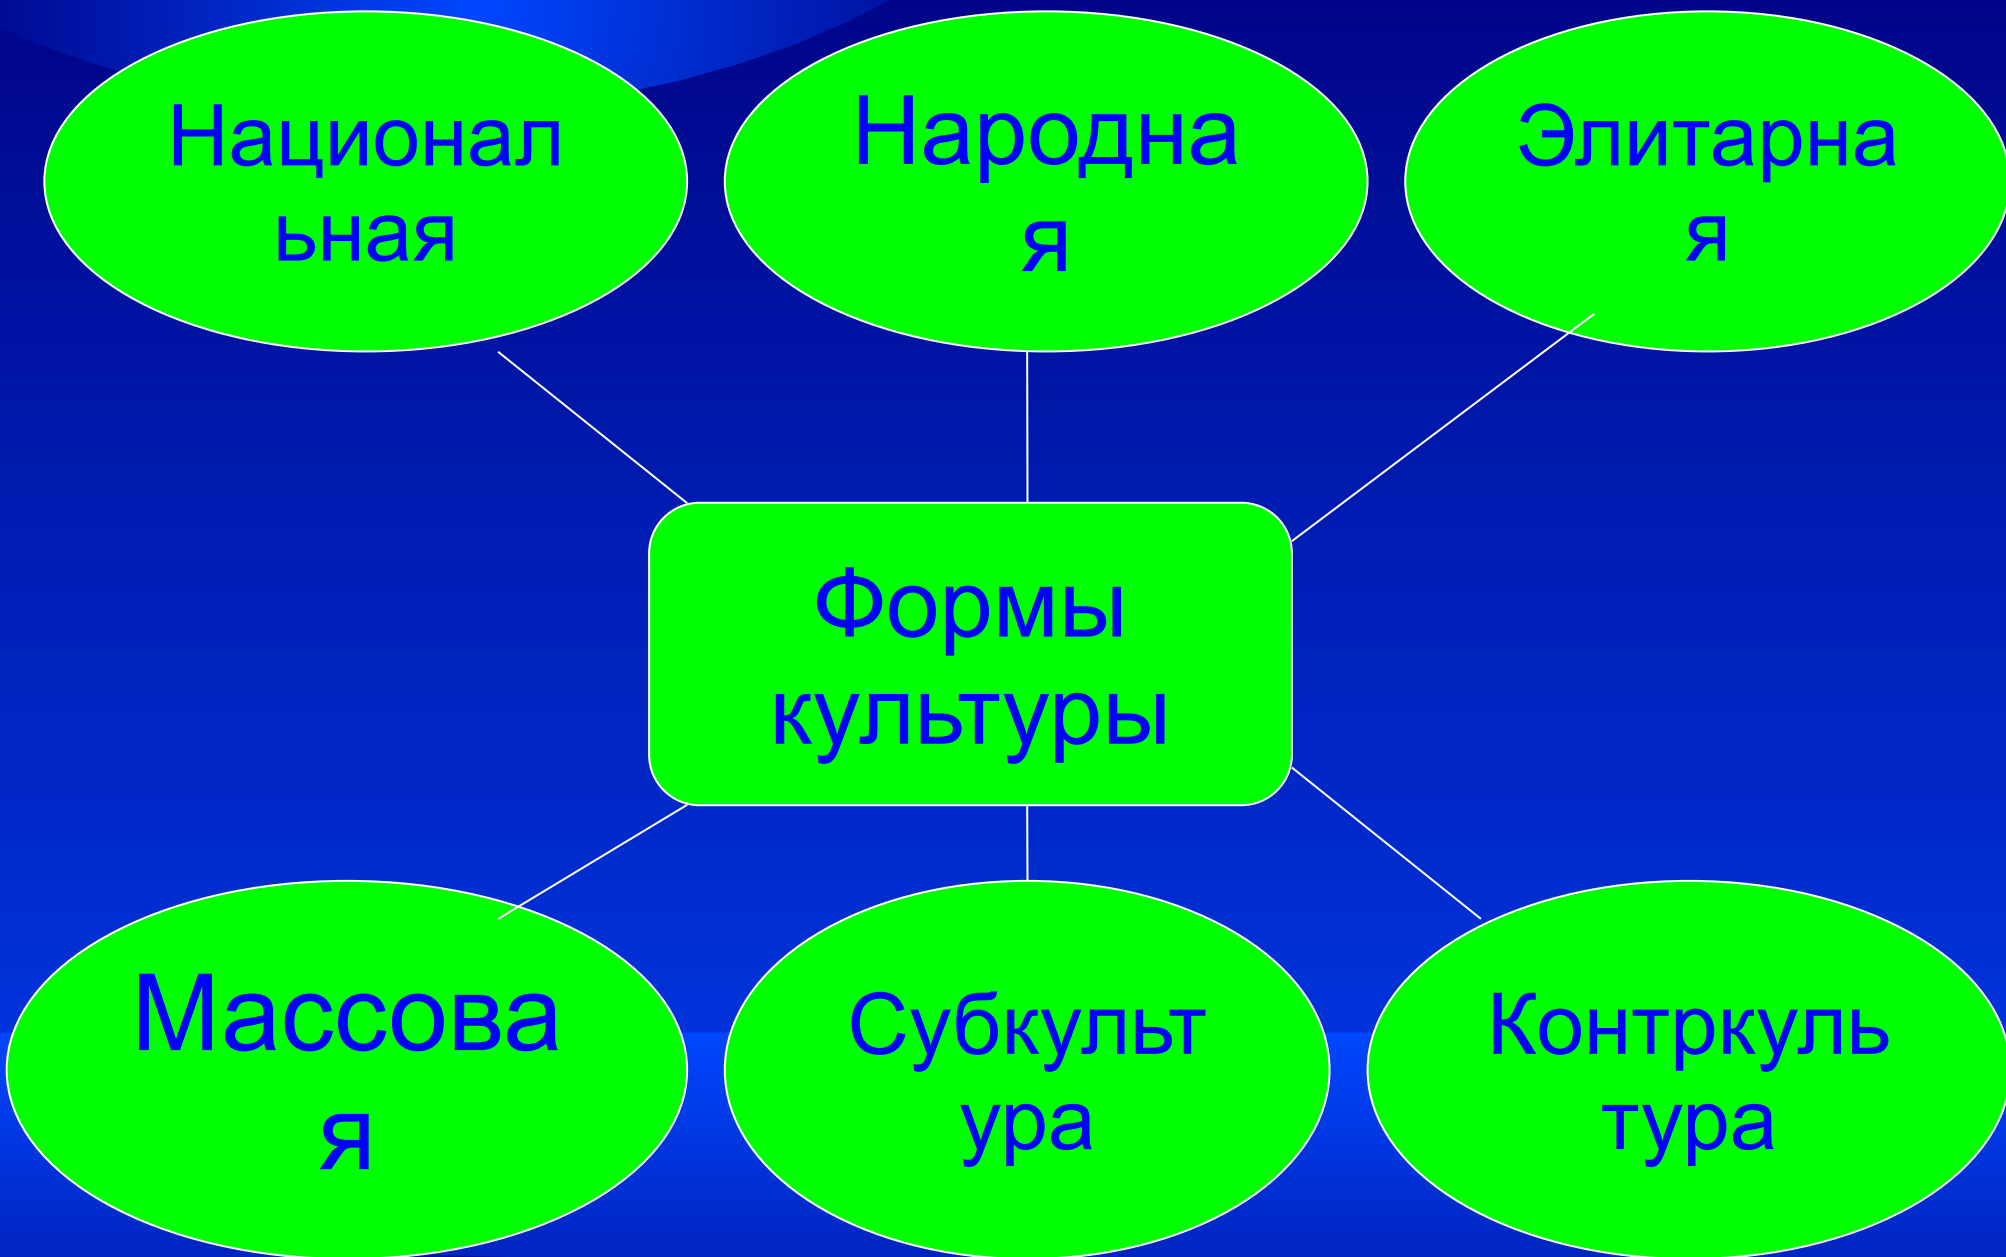 Национал
ьная
Народна
я
Элитарна
я
Формы
культуры
Массова
я
Субкульт
ура
Контркуль
тура